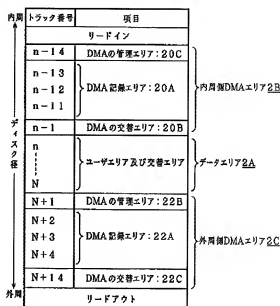 内周
トラック番号 項目
リードイン
n-14 DMAの管理エリア:20C
n-13
n-12 DMA記録エリア:20A
n-11
内周側DMAエリア2B
n-1 DMAの交替エリア:20B
n
ユーザエリア及び交替エリア
N
データエリア2A
ディスク径
N+1 DMAの管理エリア:22B
N+2
N+3 DMA記録エリア:22A
N+4
外周側DMAエリア2C
N+14 DMAの交替エリア:22C
リードアウト
外周